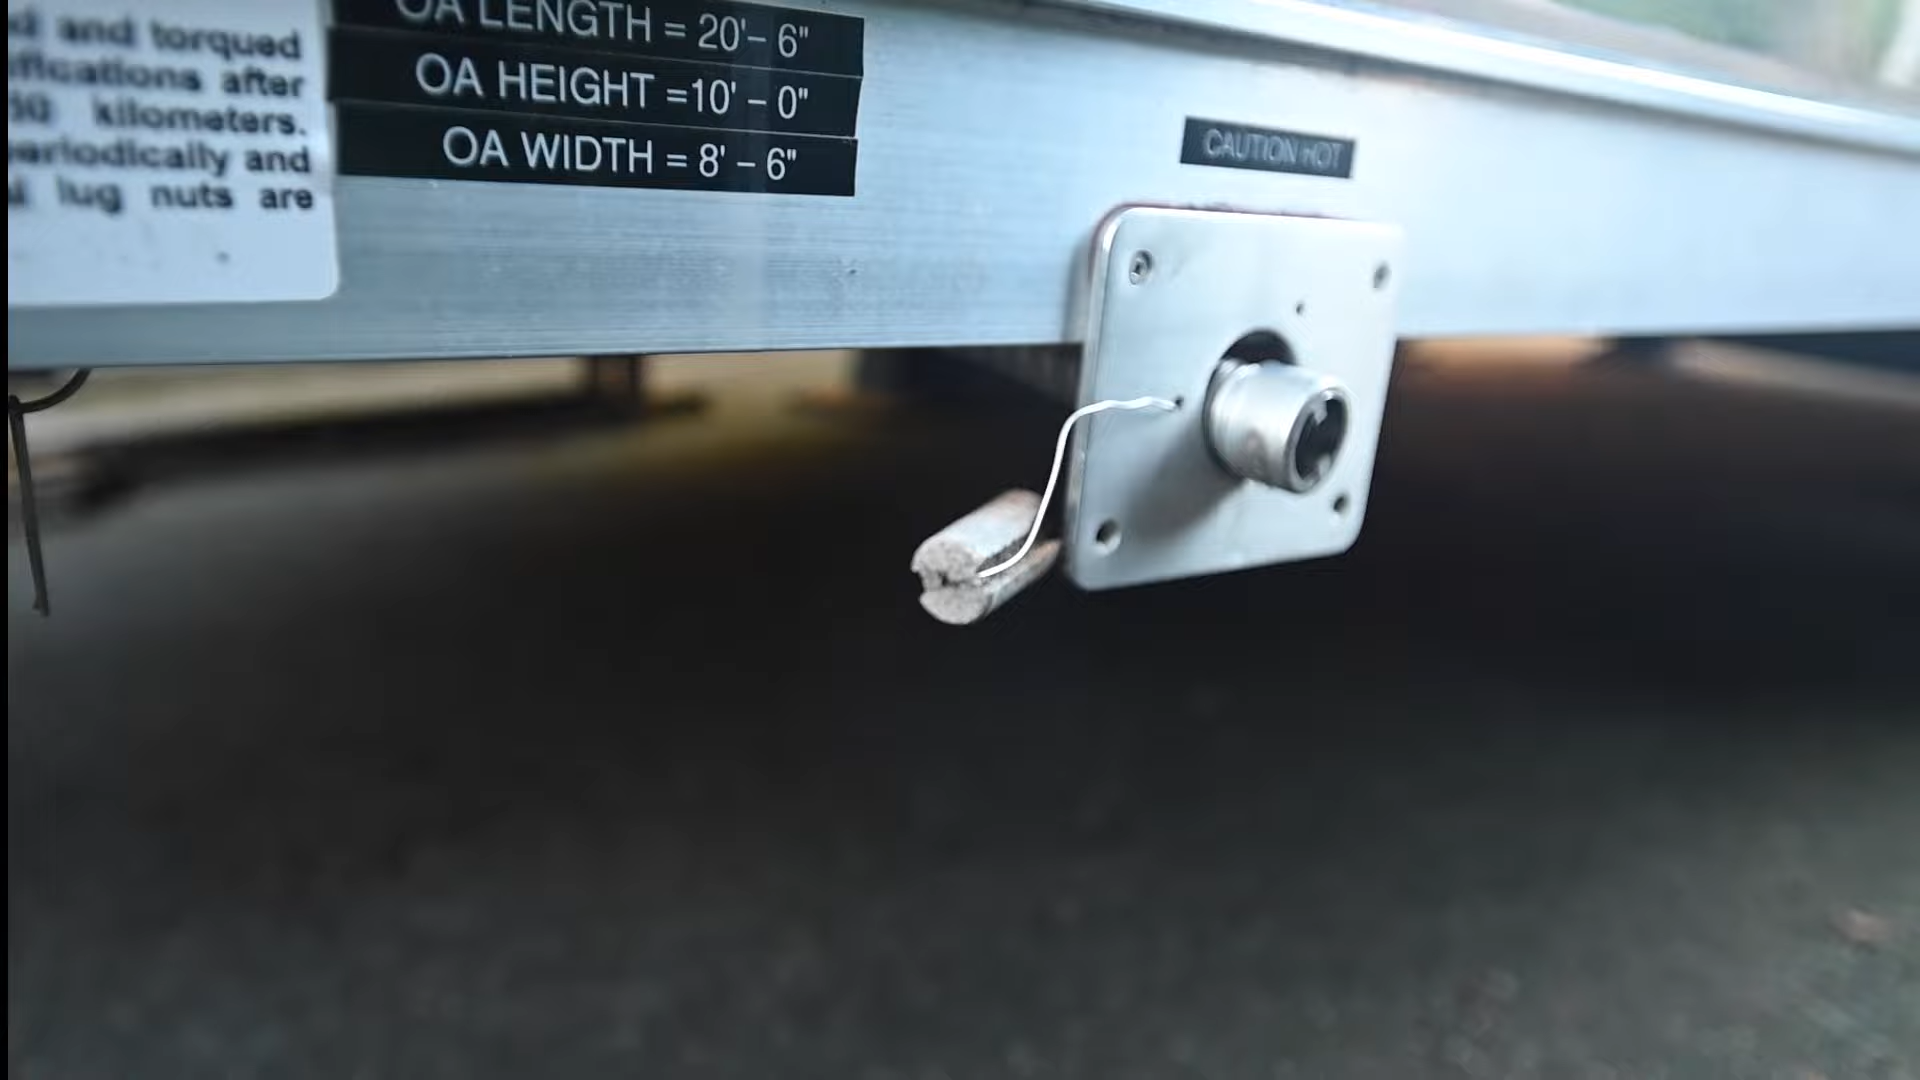 and torqued
after
kilometers.
periodically and
lug nuts are
OA LENGTH = 20'– 6"
OA HEIGHT =10' – 0"
OA WIDTH = 8' – 6"
CAUTION HOT